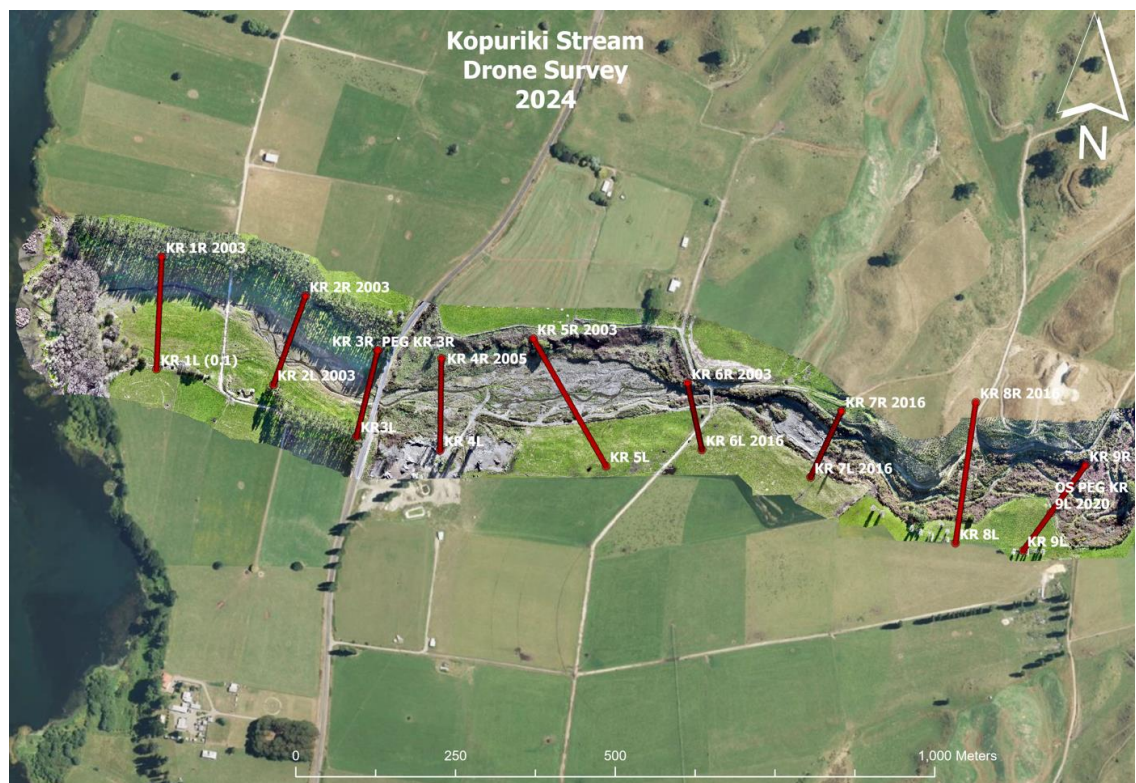 Kopuriki Stream
Drone Survey
2024
N
KR 1R 2003
KR 2R 2003
KR 3R PEG KR 3R
KR 5R 2003
KR 4R 2005
KR 1L (0,1)
KR 2L 2003
KR 6R 2003
KR 7R 2016
KR 8R 2016
KR3L
KR 4L
KR 6L 2016
KR 5L
KR 7L 2016
KR 9R
OS PEG KR
9L 2020
KR 8L
KR 9L
0
250
500
1,000 Meters